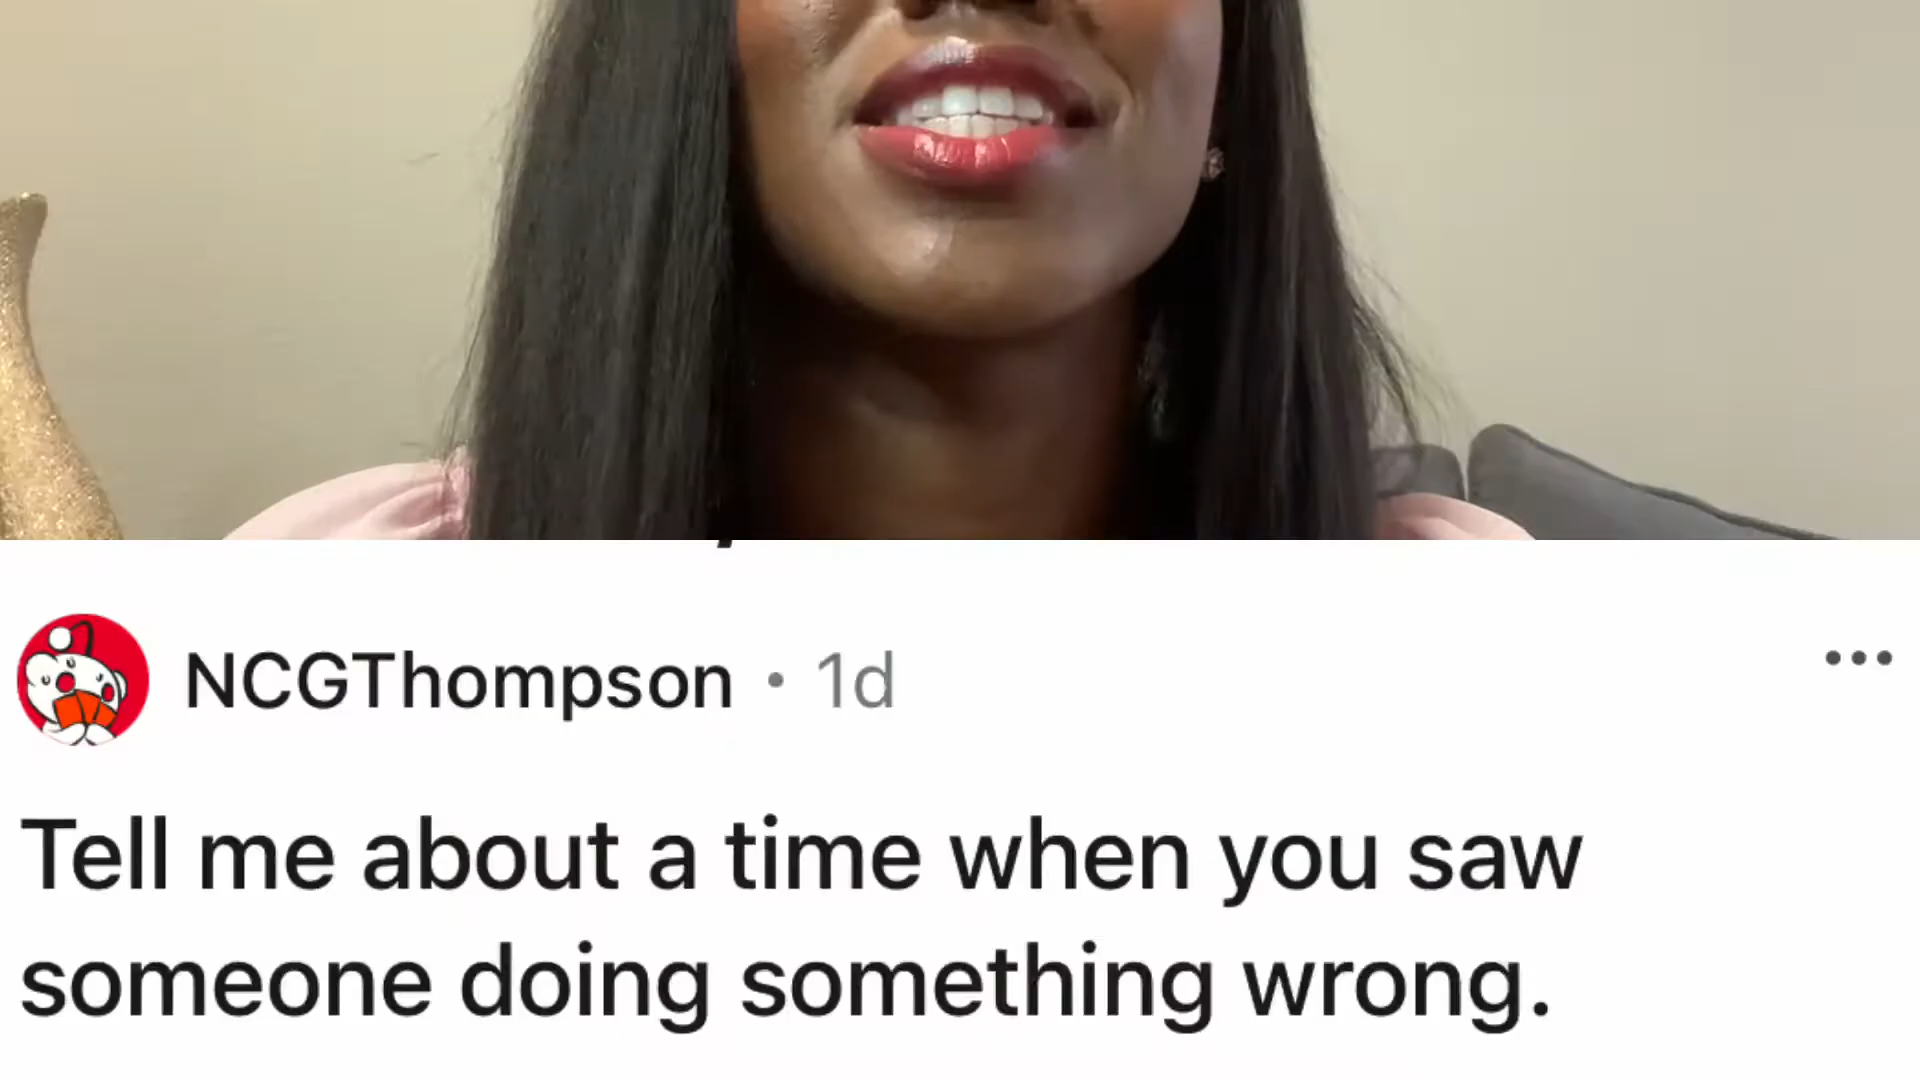 NCGThompson • 1d
Tell me about a time when you saw
someone doing something wrong.